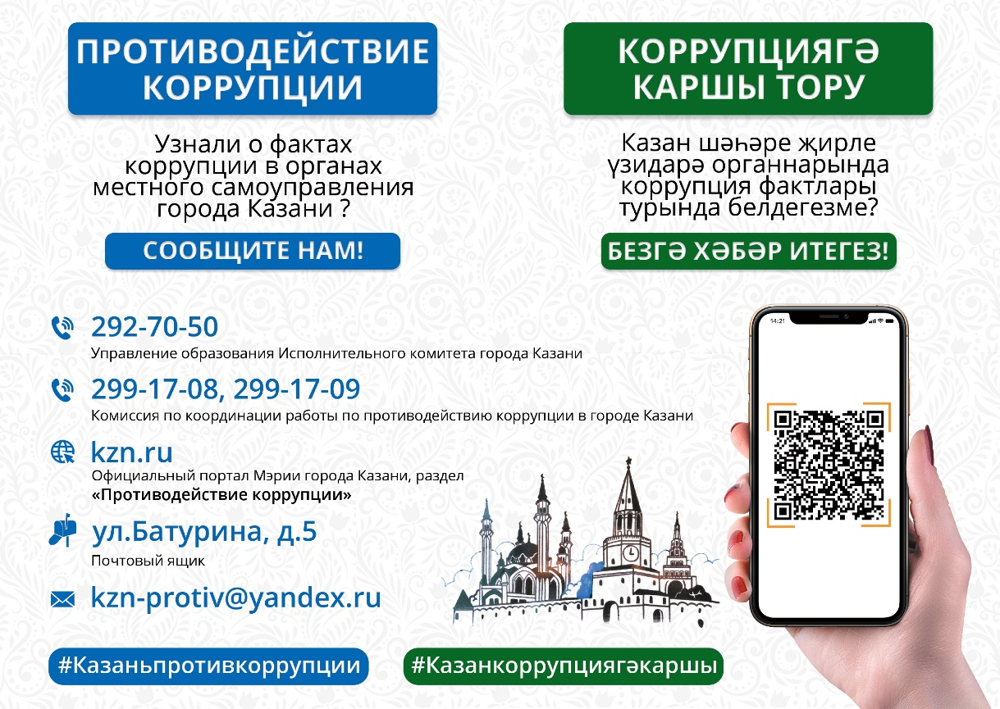 ПРОТИВОДЕЙСТВИЕ
КОРРУПЦИИ
Узнали о фактах
коррупции в органах
местного самоуправления
города Казани ?
СООБЩИТЕ НАМ!
КОРРУПЦИЯГӘ
КАРШЫ ТОРУ
Казан шәһәре җирле
үзидарә органнарында
коррупция фактлары
турында белдегезме?
БЕЗГӘ ХӘБӘР ИТЕГЕЗ!
292-70-50
Управление образования Исполнительного комитета города Казани
299-17-08, 299-17-09
Комиссия по координации работы по противодействию коррупции в городе Казани
kzn.ru
Официальный портал Мэрии города Казани, раздел
«Противодействие коррупции»
ул.Батурина, д.5
Почтовый ящик
kzn-protiv@yandex.ru
14:21
#Казаньпротивкоррупции
#Казанкоррупциягәкаршы